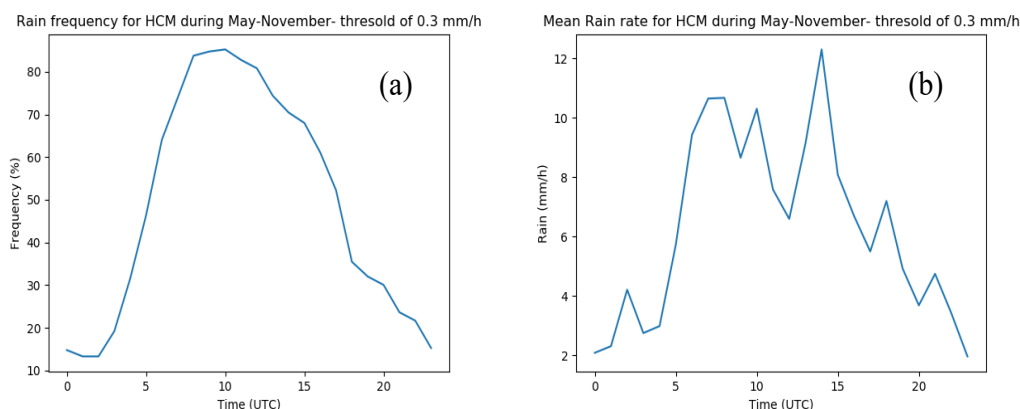 Rain frequency for HCM during May-November- thresold of 0.3 mm/h
(a)
80
70
60
50
40
30
20
10
Frequency (%)
0 5 10 15 20
Time (UTC)
Mean Rain rate for HCM during May-November- thresold of 0.3 mm/h
(b)
12
10
8
6
4
2
Rain (mm/h)
0 5 10 15 20
Time (UTC)